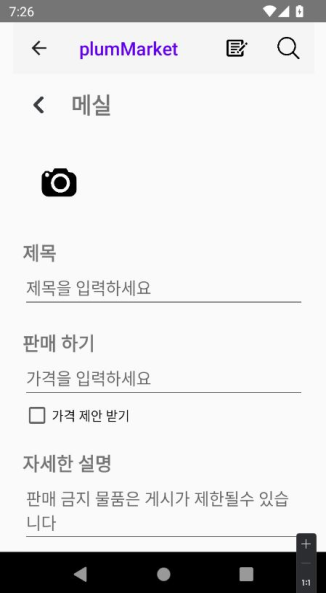 7:26
plumMarket
메실
제목
제목을 입력하세요
판매 하기
가격을 입력하세요
가격 제안 받기
자세한 설명
판매 금지 물품은 게시가 제한될수 있습
니다
1:1